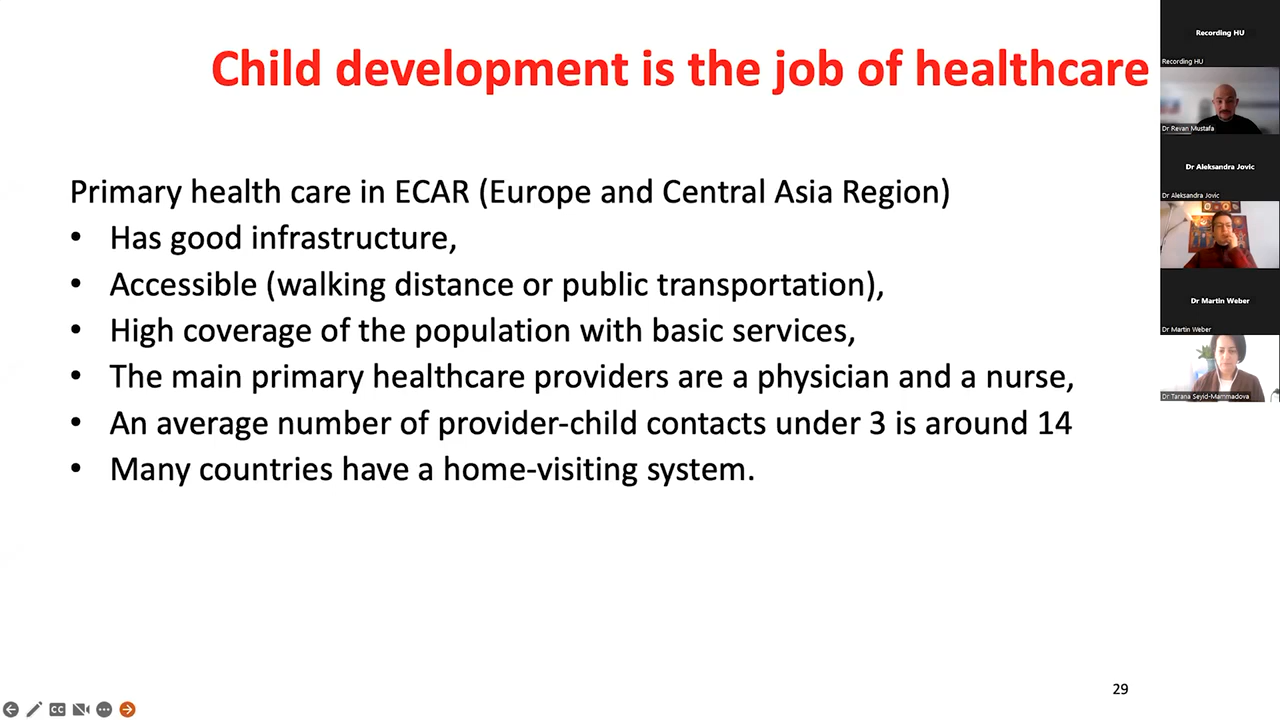 Child development is the job of healthcare
Primary health care in ECAR (Europe and Central Asia Region)
• Has good infrastructure,
• Accessible (walking distance or public transportation),
• High coverage of the population with basic services,
• The main primary healthcare providers are a physician and a nurse,
• An average number of provider-child contacts under 3 is around 14
• Many countries have a home-visiting system.
29
CC
Recording HU
Recording HU
Dr Revan Mustafa
Dr Aleksandra Jovic
Dr Aleksandra Jovic
Dr Martin Weber
Dr Martin Weber
Dr Tarana Seyid-Mammadova